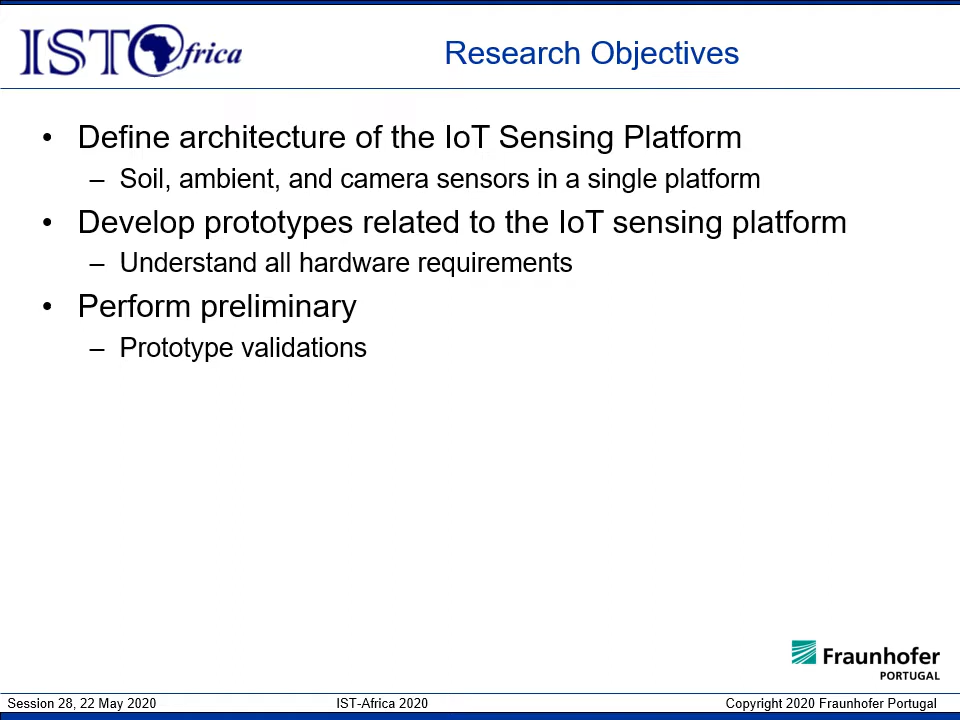 IST Africa
Research Objectives
• Define architecture of the IoT Sensing Platform
– Soil, ambient, and camera sensors in a single platform
• Develop prototypes related to the IoT sensing platform
– Understand all hardware requirements
• Perform preliminary
– Prototype validations
Fraunhofer
PORTUGAL
Session 28, 22 May 2020
IST-Africa 2020
Copyright 2020 Fraunhofer Portugal